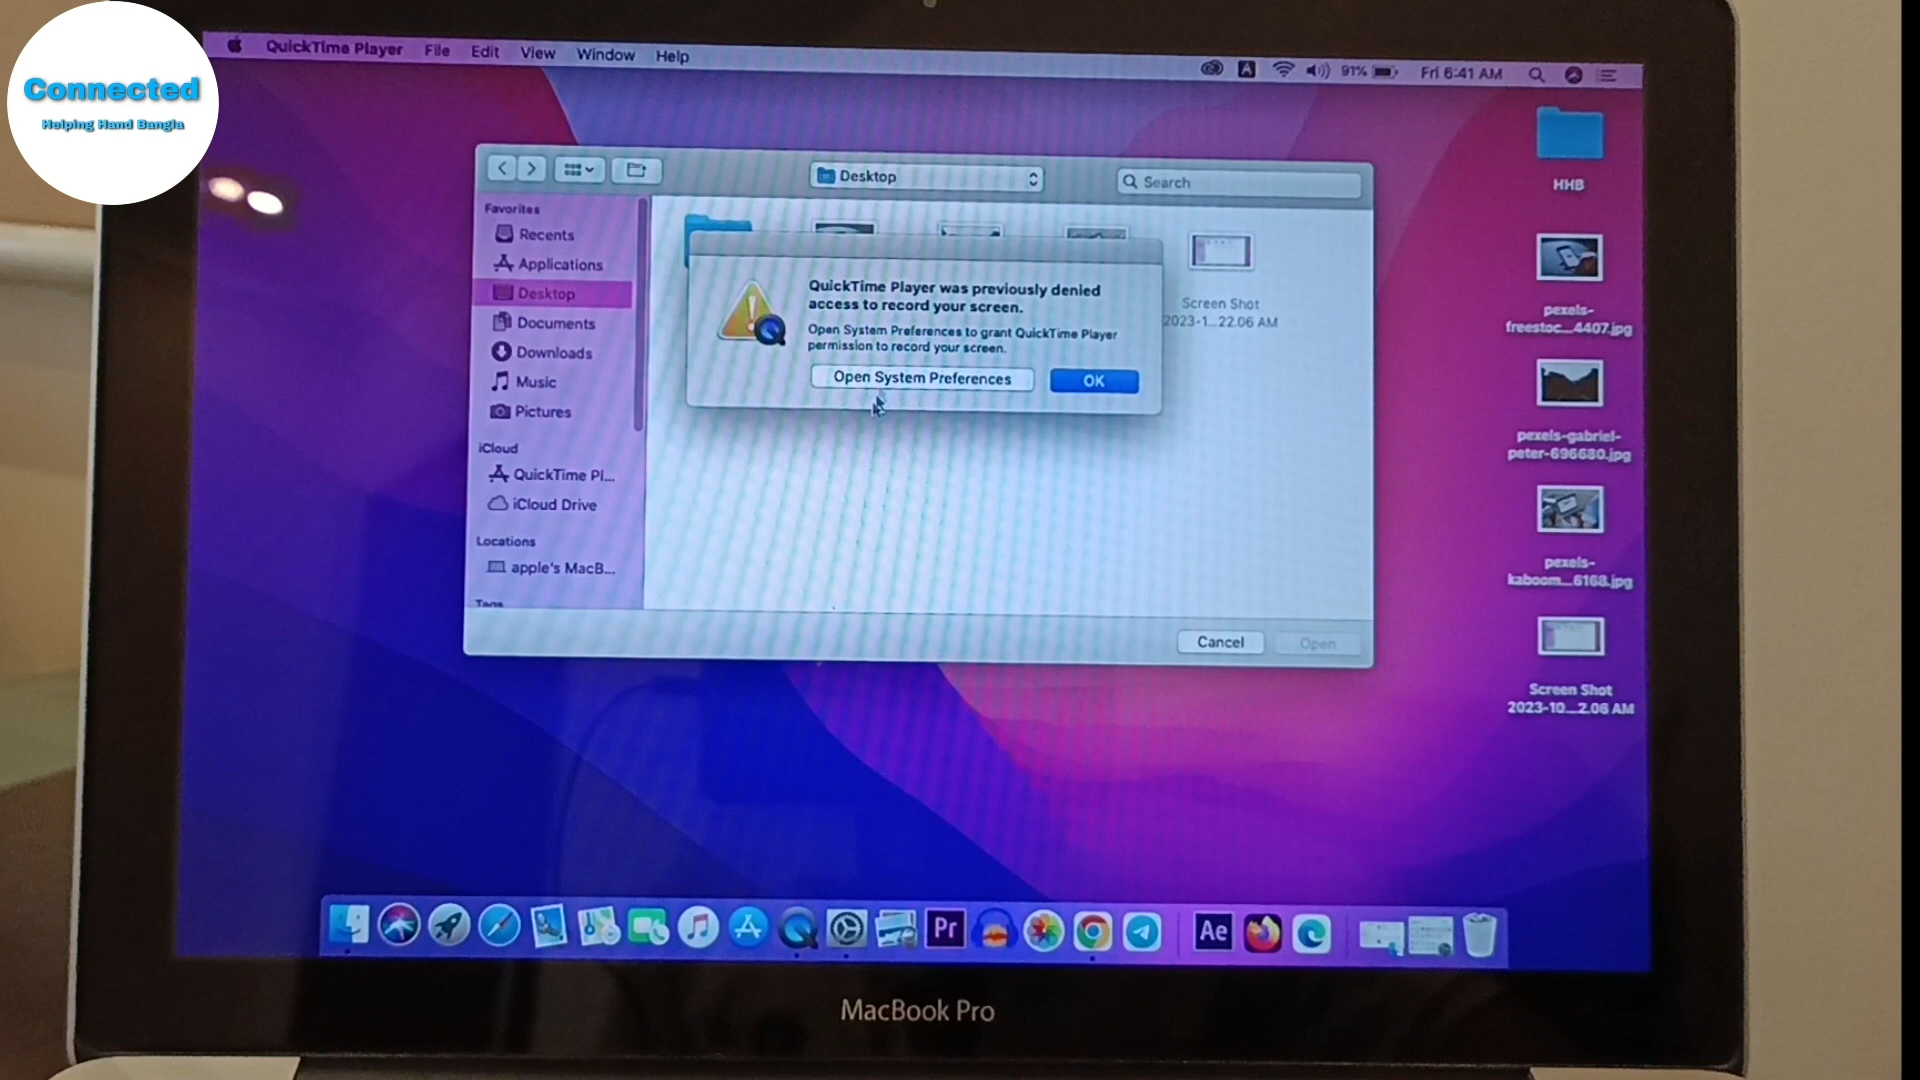 Connected
Helping Hand Bangla
QuickTime Player File Edit View Window Help
A 91% Fri 6:41 AM
Desktop
Search
Favorites
Recents
Applications
Desktop
Documents
Downloads
Music
Pictures
iCloud
QuickTime Pl...
iCloud Drive
Locations
apple's MacB...
Tags
QuickTime Player was previously denied
access to record your screen.
Open System Preferences to grant QuickTime Player
permission to record your screen.
Open System Preferences
OK
Screen Shot
2023-1...22.06 AM
Cancel
Open
HHB
pexels-
freestoc...4407.jpg
pexels-gabriel-
peter-696680.jpg
pexels-
kaboom...6168.jpg
Screen Shot
2023-10...2.06 AM
Pr
Ae
MacBook Pro